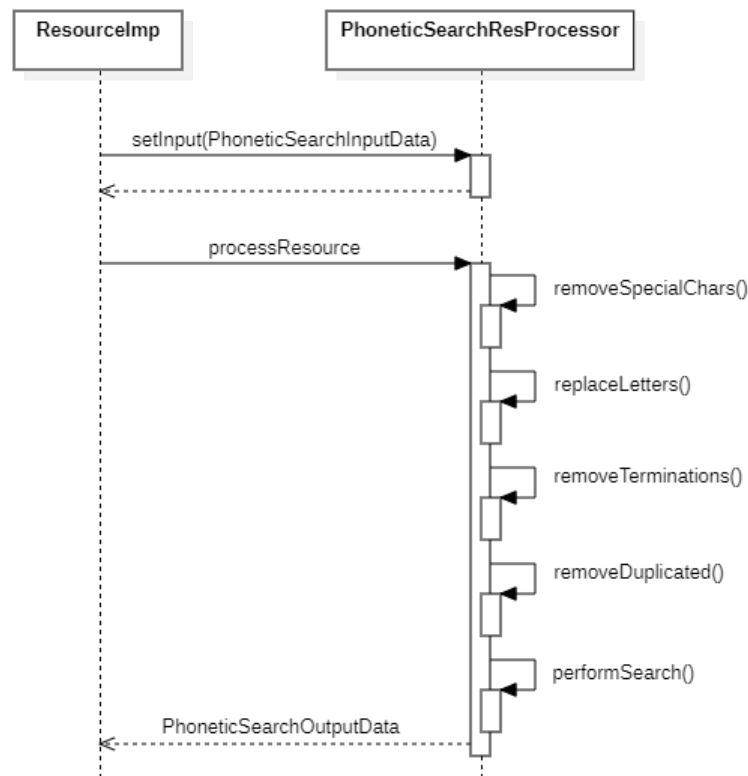 ResourceImp
PhoneticSearchResProcessor
setInput(PhoneticSearchInputData)
processResource
removeSpecialChars()
replaceLetters()
removeTerminations()
removeDuplicated()
performSearch()
PhoneticSearchOutputData